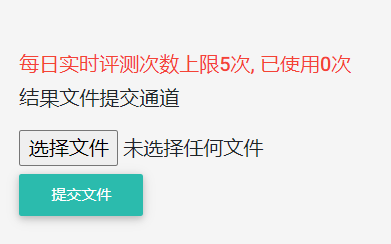 每日实时评测次数上限5次, 已使用0次
结果文件提交通道
选择文件 未选择任何文件
提交文件